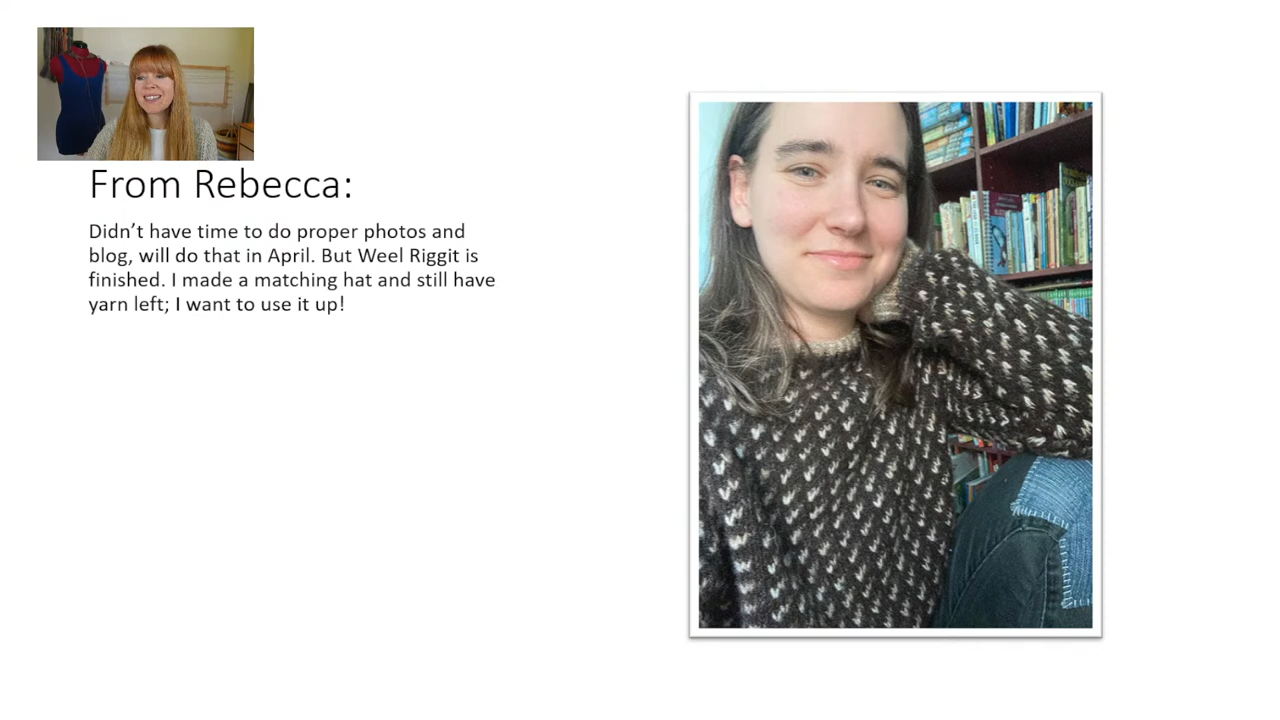 From Rebecca:
Didn’t have time to do proper photos and
blog, will do that in April. But Weel Riggit is
finished. I made a matching hat and still have
yarn left; I want to use it up!